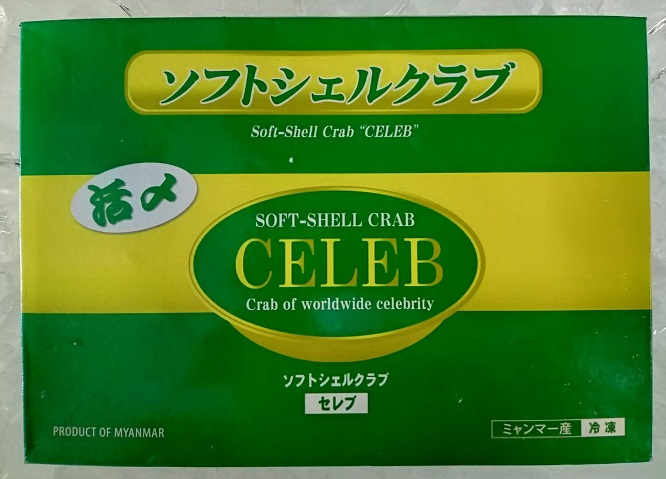 ソフトシェルクラブ
Soft-Shell Crab "CELEB"
活〆
SOFT-SHELL CRAB
CELEB
Crab of worldwide celebrity
ソフトシェルクラブ
セレブ
PRODUCT OF MYANMAR
ミャンマー産 冷凍